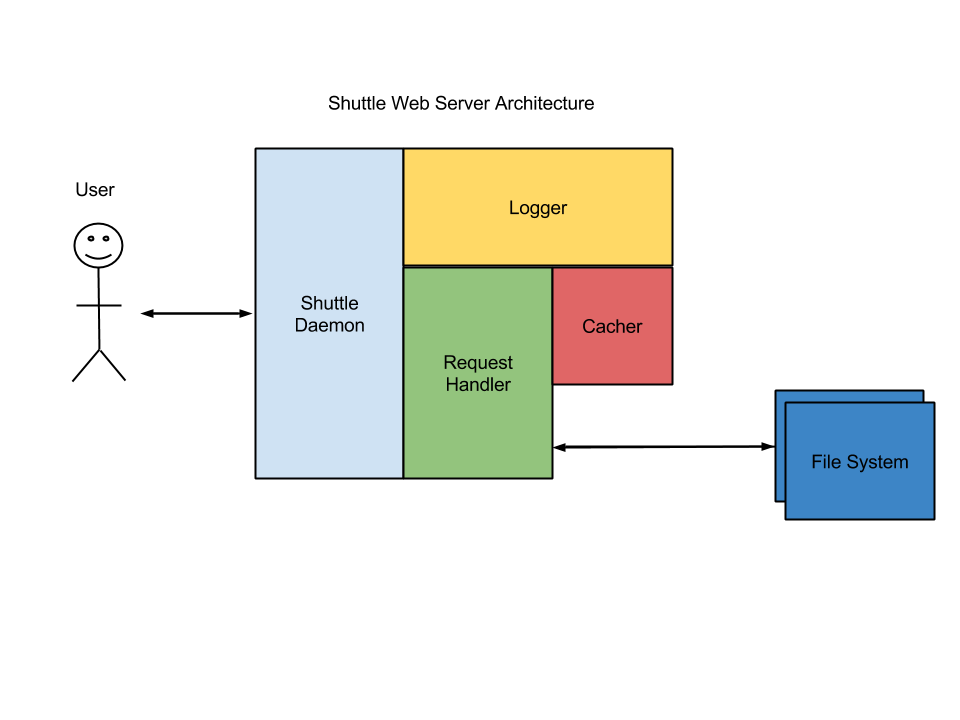 Shuttle Web Server Architecture
User
Logger
Shuttle
Daemon
Cacher
Request
Handler
File System